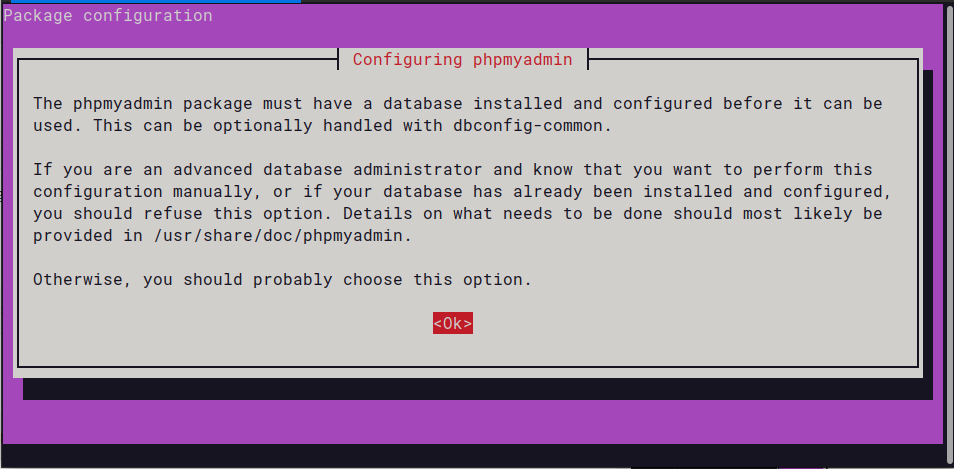 Package configuration
Configuring phpmyadmin
The phpmyadmin package must have a database installed and configured before it can be
used. This can be optionally handled with dbconfig-common.
If you are an advanced database administrator and know that you want to perform this
configuration manually, or if your database has already been installed and configured,
you should refuse this option. Details on what needs to be done should most likely be
provided in /usr/share/doc/phpmyadmin.
Otherwise, you should probably choose this option.
<Ok>